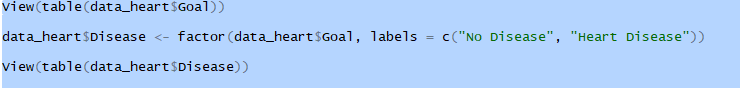 View(table(data_heart$Goal))
data_heart$Disease <- factor(data_heart$Goal, labels = c("No Disease", "Heart Disease"))
View(table(data_heart$Disease))